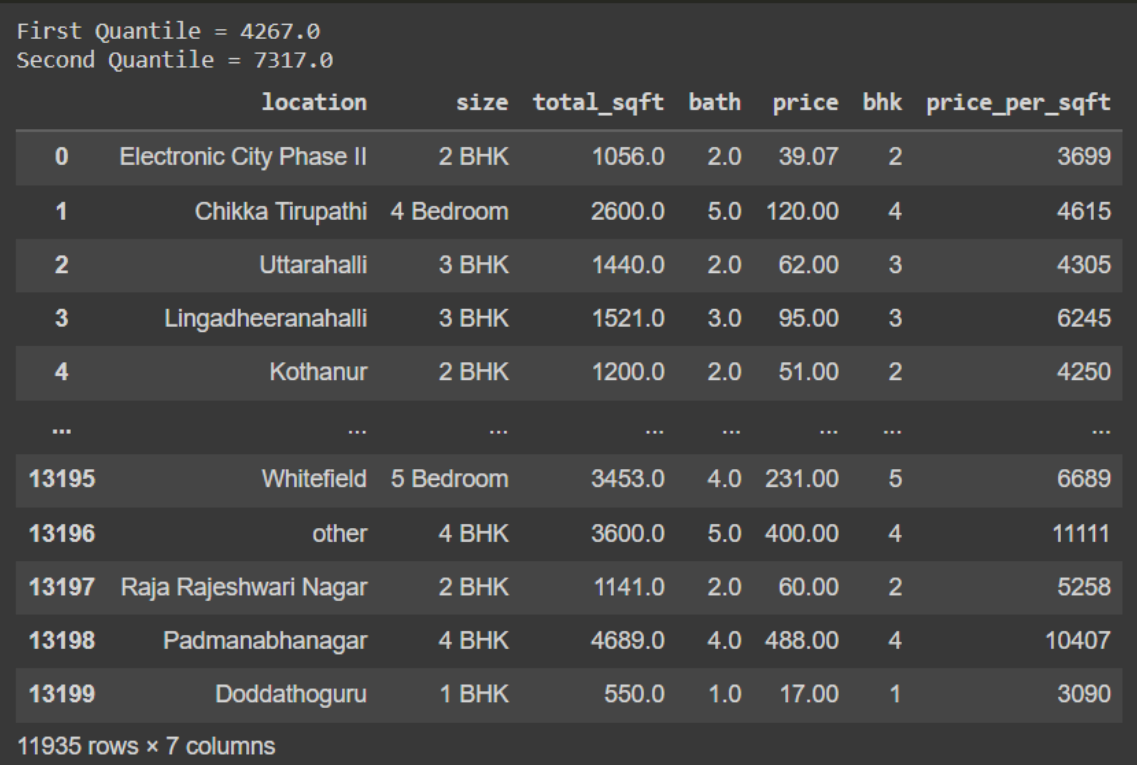 First Quantile = 4267.0
Second Quantile = 7317.0
location size total_sqft bath price bhk price_per_sqft
0 Electronic City Phase II 2 BHK 1056.0 2.0 39.07 2 3699
1 Chikka Tirupathi 4 Bedroom 2600.0 5.0 120.00 4 4615
2 Uttarahalli 3 BHK 1440.0 2.0 62.00 3 4305
3 Lingadheeranahalli 3 BHK 1521.0 3.0 95.00 3 6245
4 Kothanur 2 BHK 1200.0 2.0 51.00 2 4250
... ... ... ... ... ... ... ...
13195 Whitefield 5 Bedroom 3453.0 4.0 231.00 5 6689
13196 other 4 BHK 3600.0 5.0 400.00 4 11111
13197 Raja Rajeshwari Nagar 2 BHK 1141.0 2.0 60.00 2 5258
13198 Padmanabhanagar 4 BHK 4689.0 4.0 488.00 4 10407
13199 Doddathoguru 1 BHK 550.0 1.0 17.00 1 3090
11935 rows × 7 columns